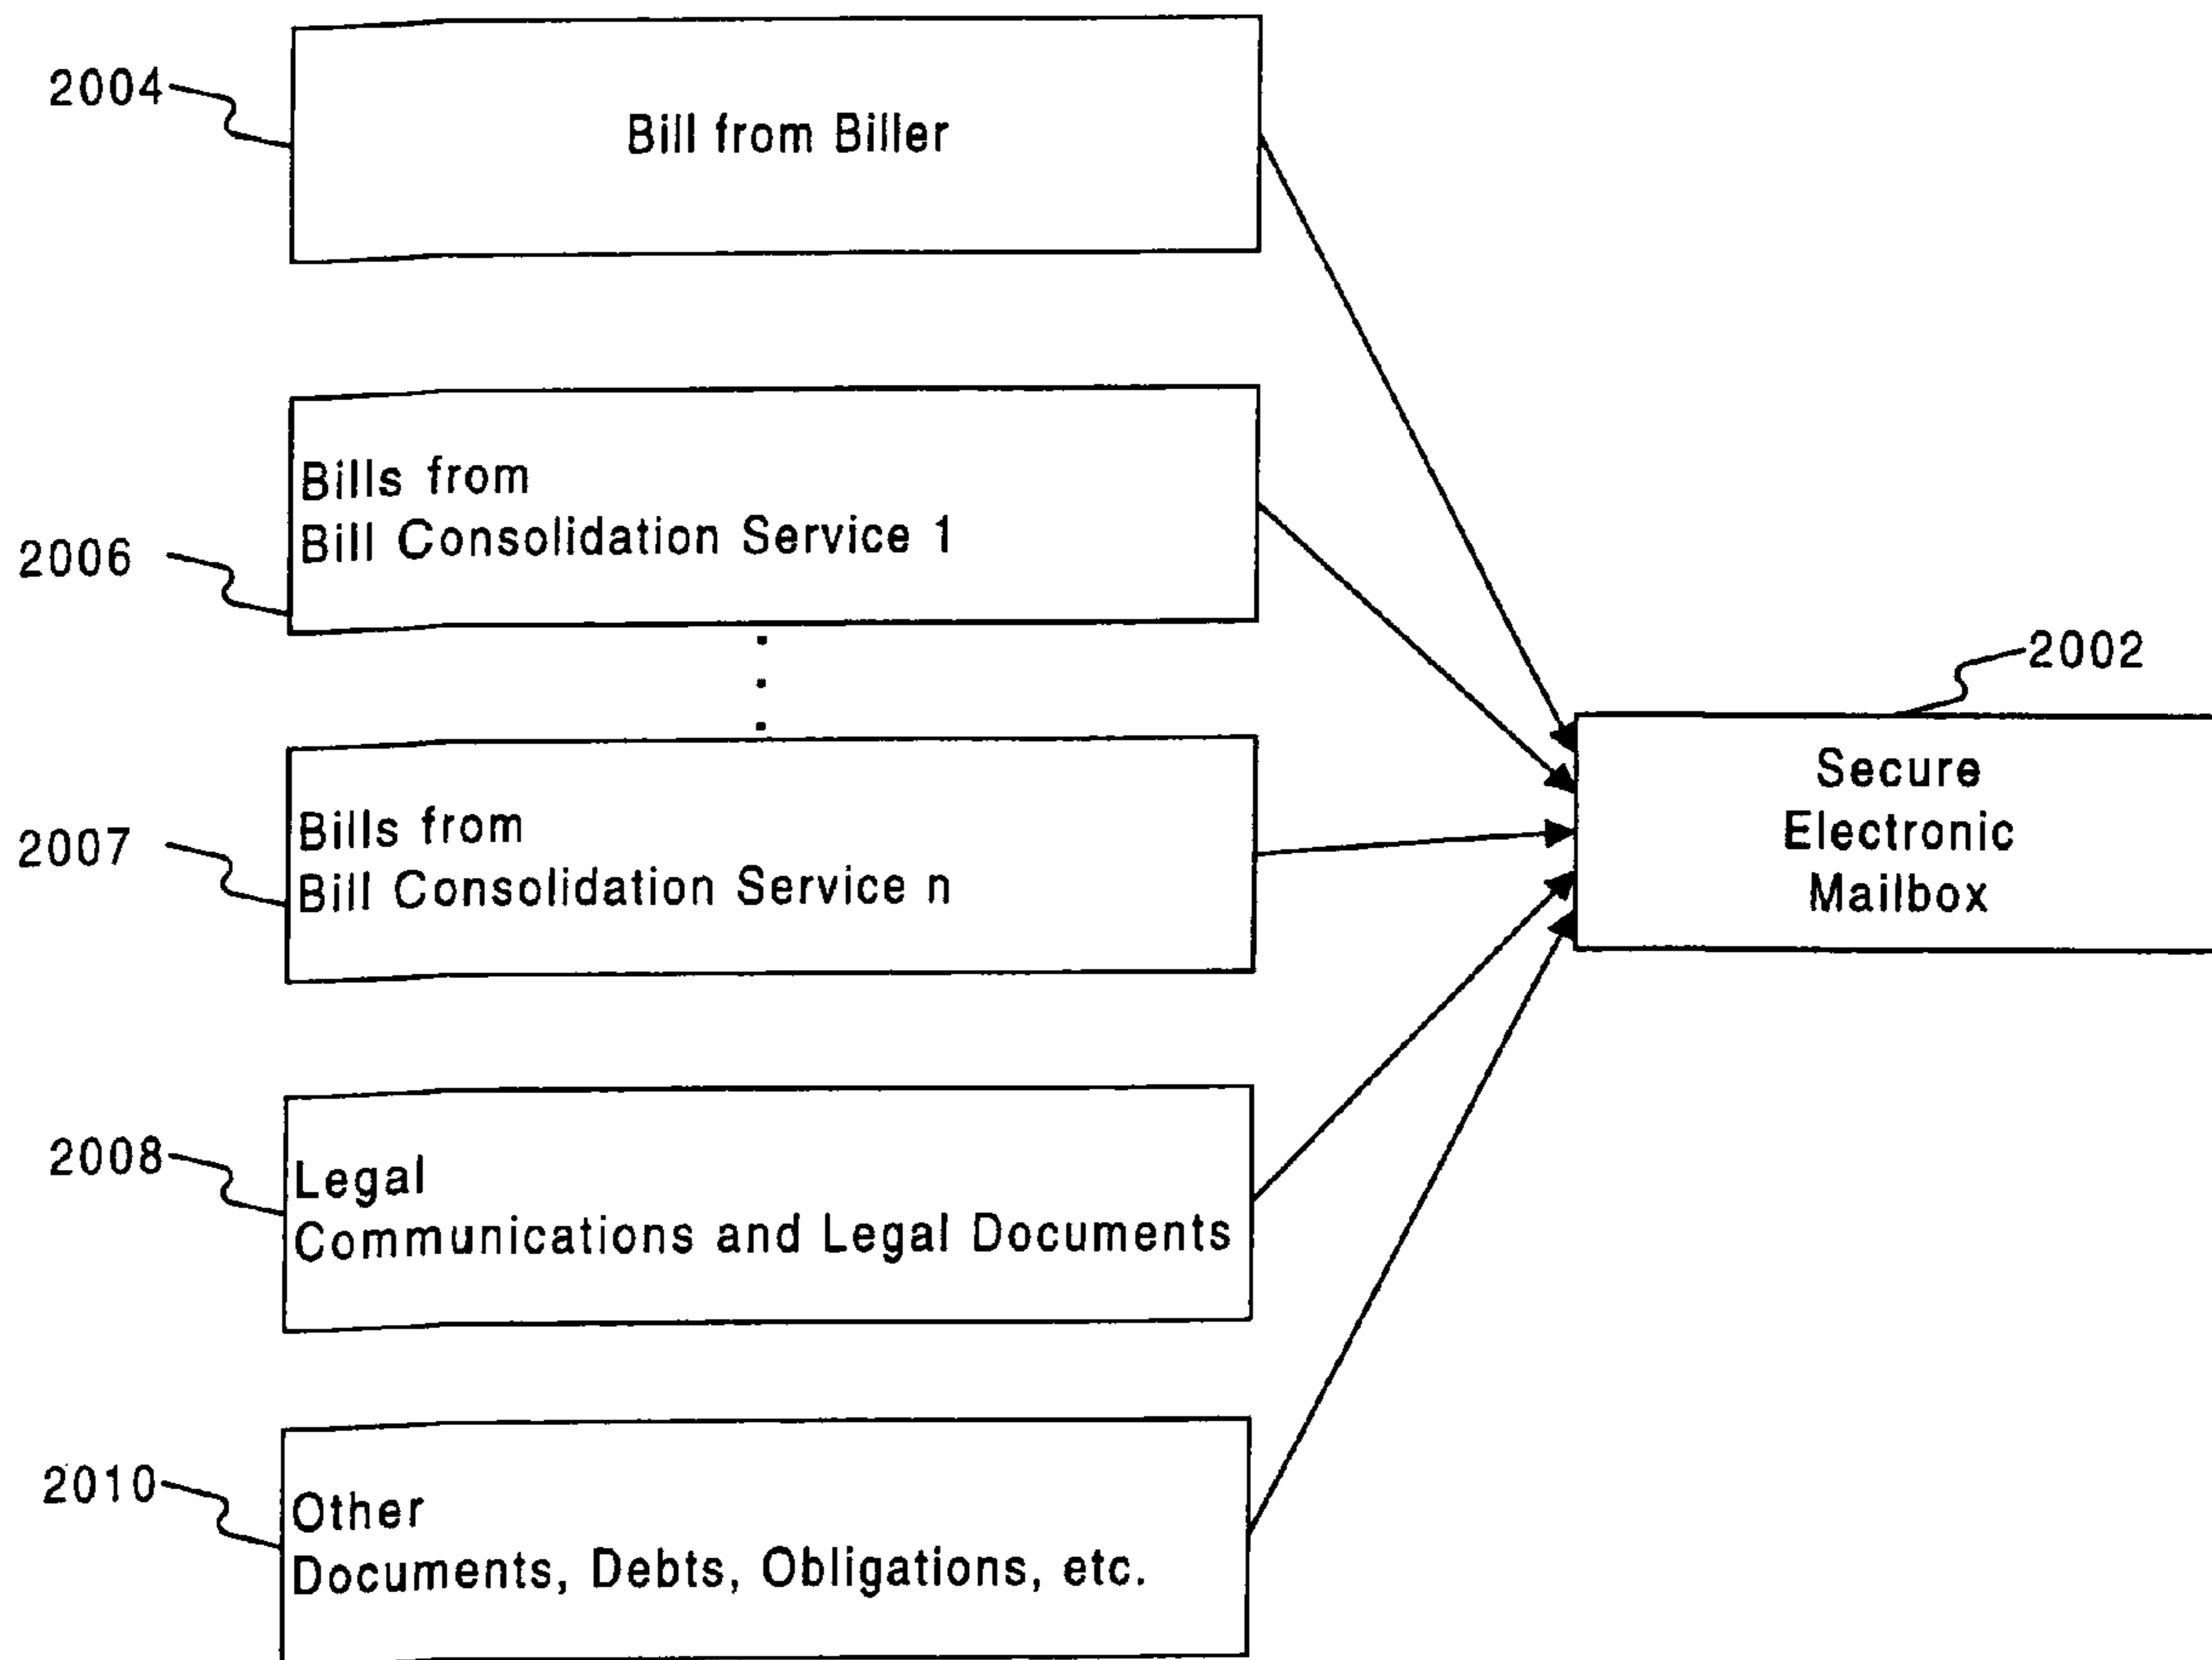 2004
Bill from Biller
Bills from
Bill Consolidation Service 1
2006
2002
Secure
Electronic
Mailbox
Bills from
Bill Consolidation Service n
2007
2008
Legal
Communications and Legal Documents
2010
Other
Documents, Debts, Obligations, etc.